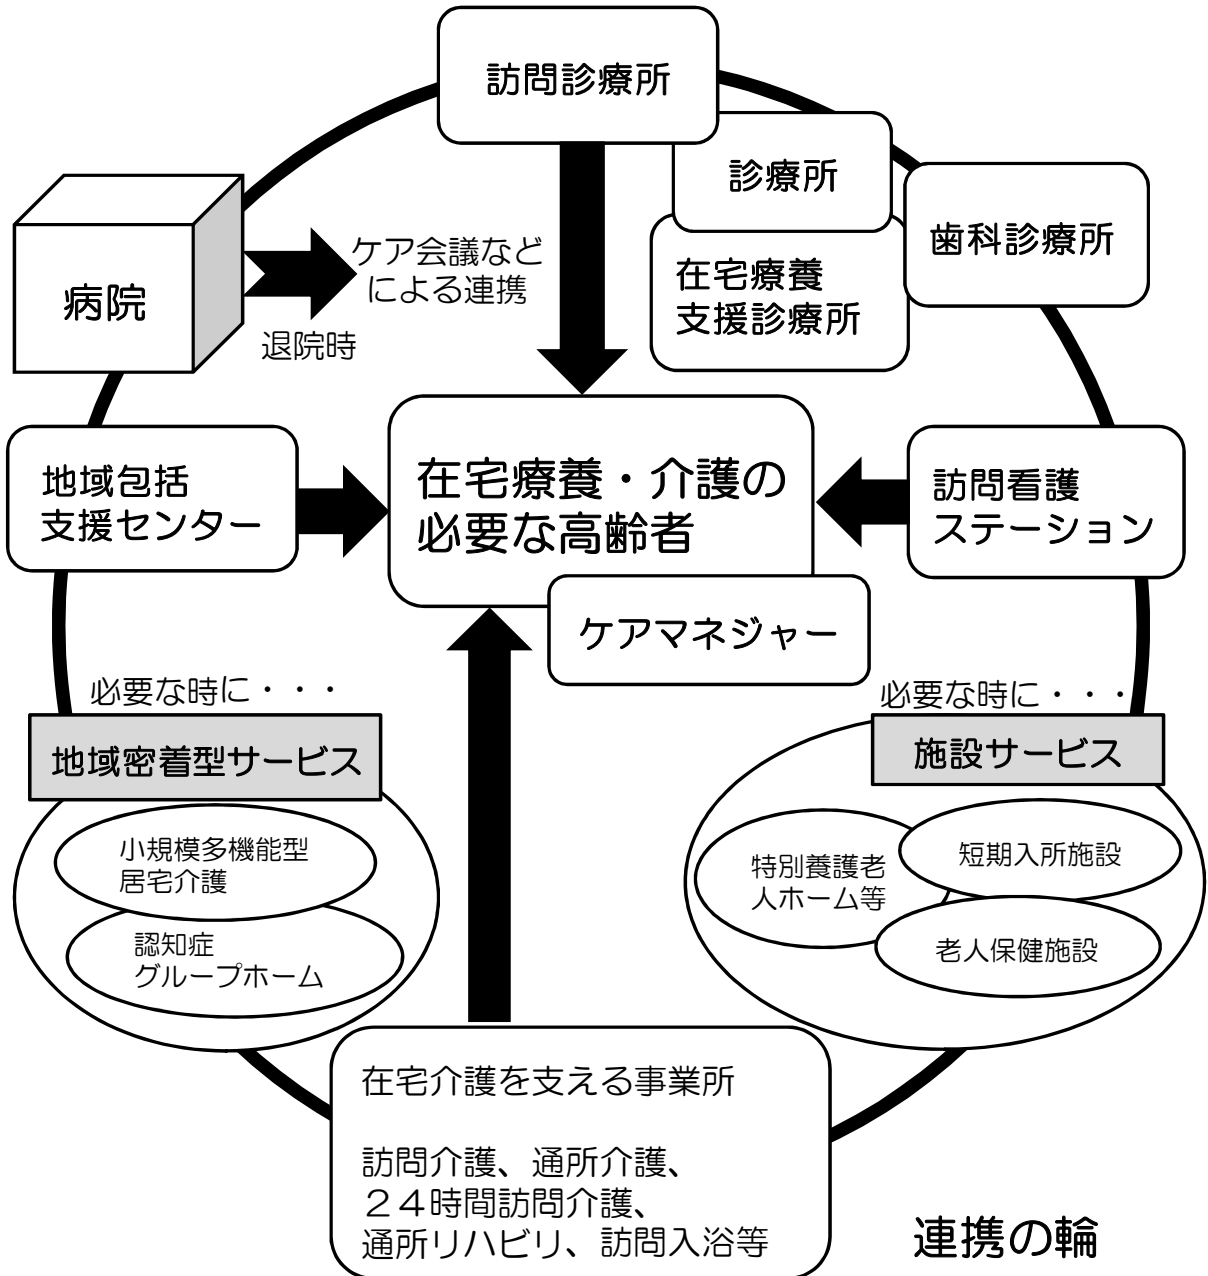 訪問診療所
診療所
歯科診療所
在宅療養
支援診療所
病院
ケア会議など
による連携
退院時
地域包括
支援センター
在宅療養・介護の
必要な高齢者
ケアマネジャー
訪問看護
ステーション
必要な時に・・・
地域密着型サービス
小規模多機能型
居宅介護
認知症
グループホーム
必要な時に・・・
施設サービス
特別養護老
人ホーム等
短期入所施設
老人保健施設
在宅介護を支える事業所
訪問介護、通所介護、
２４時間訪問介護、
通所リハビリ、訪問入浴等
連携の輪